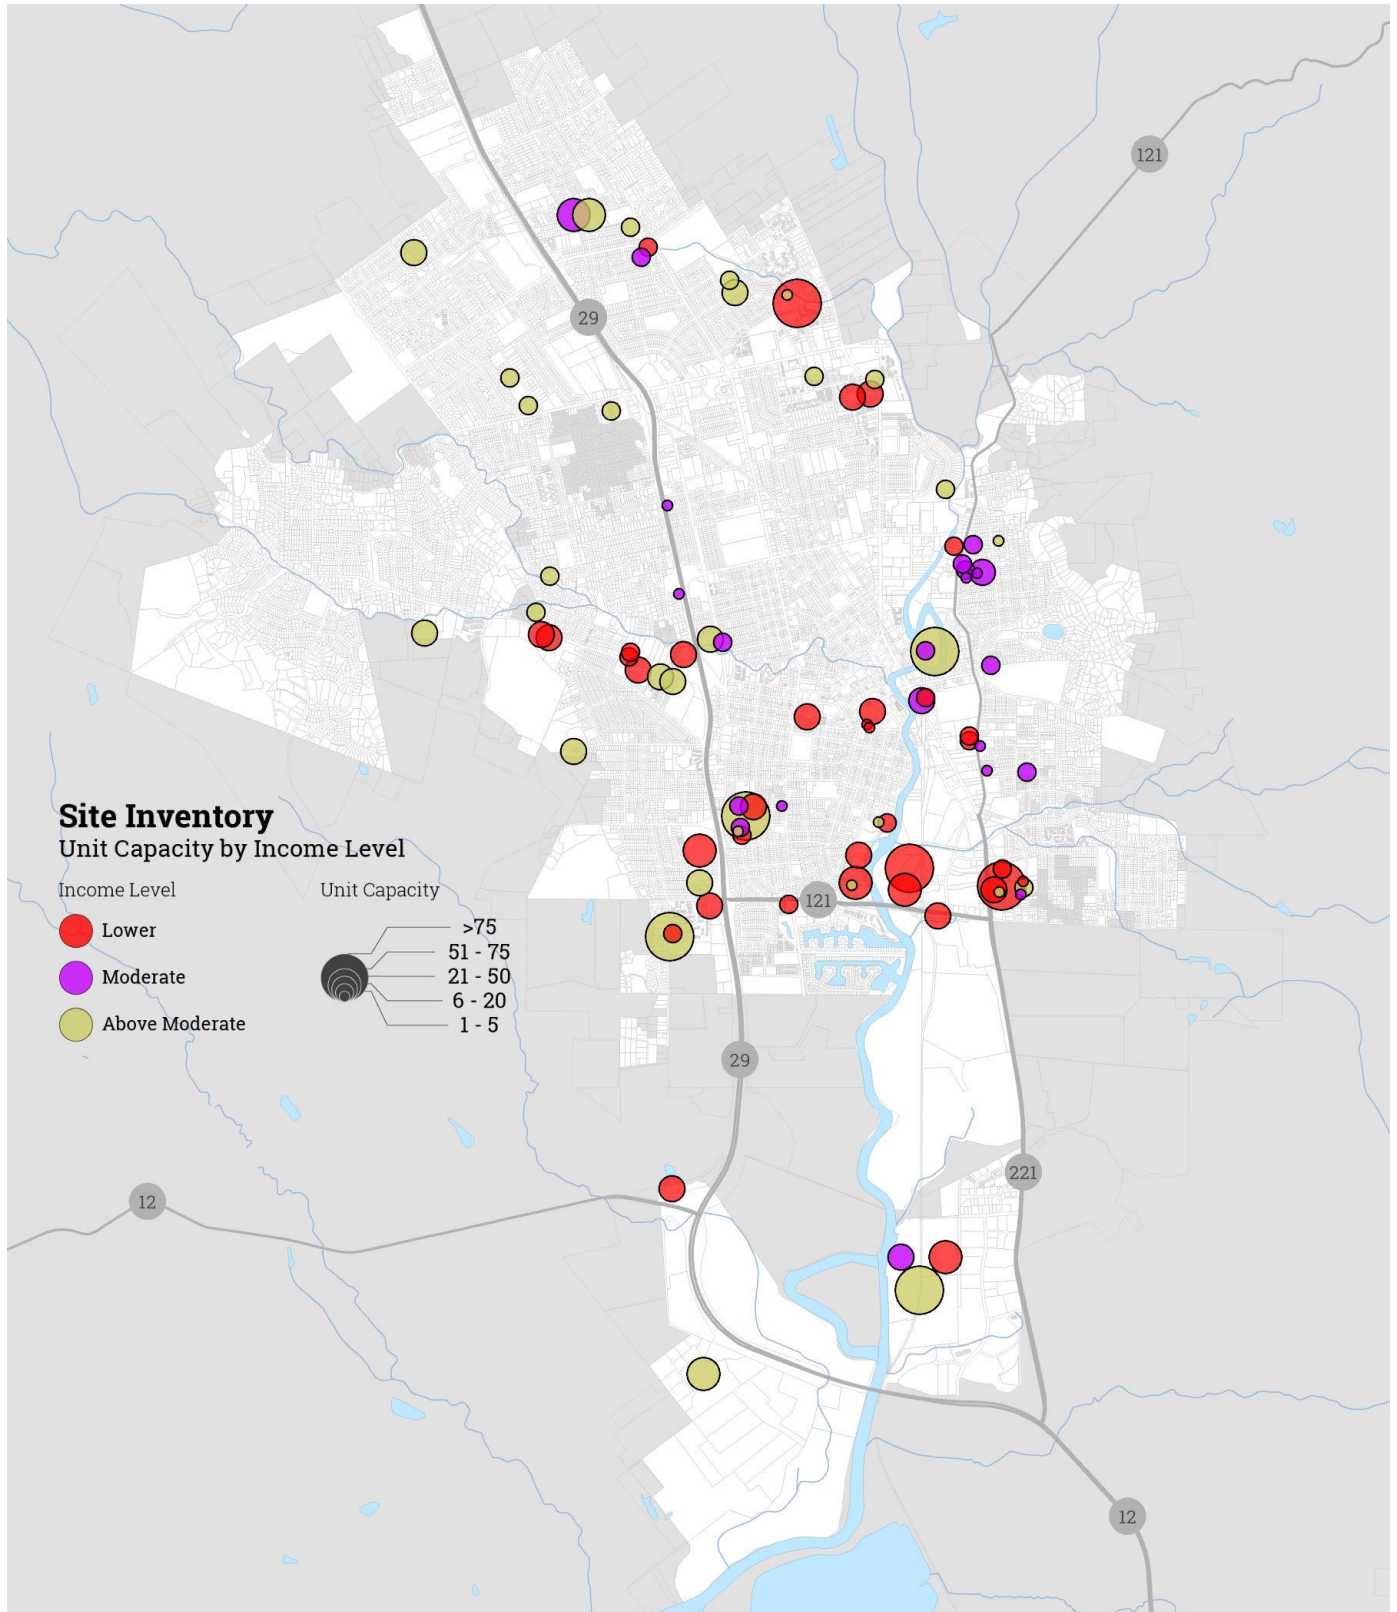 121
29
Site Inventory
Unit Capacity by Income Level
Income Level
Unit Capacity
Lower
Moderate
Above Moderate
>75
51 - 75
21 - 50
6 - 20
1 - 5
121
29
221
12
12